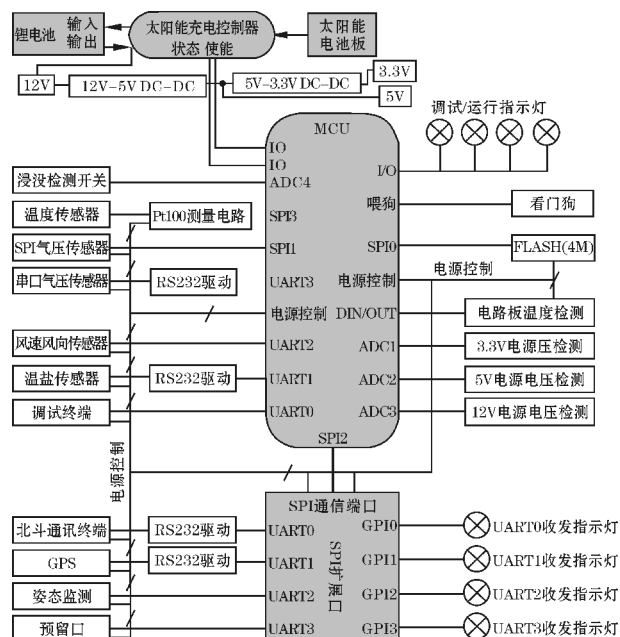 锂电池
输入
输出
太阳能充电控制器
状态 使能
太阳能
电池板
12V
12V-5V DC-DC
5V-3.3V DC-DC
3.3V
5V
调试/运行指示灯
MCU
IO
IO
ADC4
SPI3
SPI1
UART3
电源控制
UART2
UART1
UART0
I/O
喂狗
SPI0
电源控制
DIN/OUT
ADC1
ADC2
ADC3
SPI2
浸没检测开关
温度传感器
Pt100测量电路
SPI气压传感器
串口气压传感器
RS232驱动
风速风向传感器
温盐传感器
RS232驱动
调试终端
电源控制
看门狗
FLASH(4M)
电源控制
电路板温度检测
3.3V电源压检测
5V电源电压检测
12V电源电压检测
SPI通信端口
SPI扩展口
UART0
UART1
UART2
UART3
GPI0
GPI1
GPI2
GPI3
北斗通讯终端
RS232驱动
GPS
RS232驱动
姿态监测
预留口
UART0收发指示灯
UART1收发指示灯
UART2收发指示灯
UART3收发指示灯